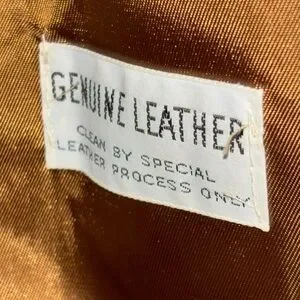 GENUINE LEATHER
CLEAN BY SPECIAL
LEATHER PROCESS ONLY